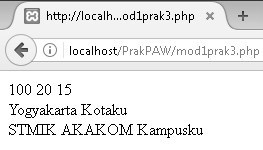 http://localh...od1prak3.php
localhost/PrakPAW/mod1prak3.php
100 20 15
Yogyakarta Kotaku
STMIK AKAKOM Kampusku